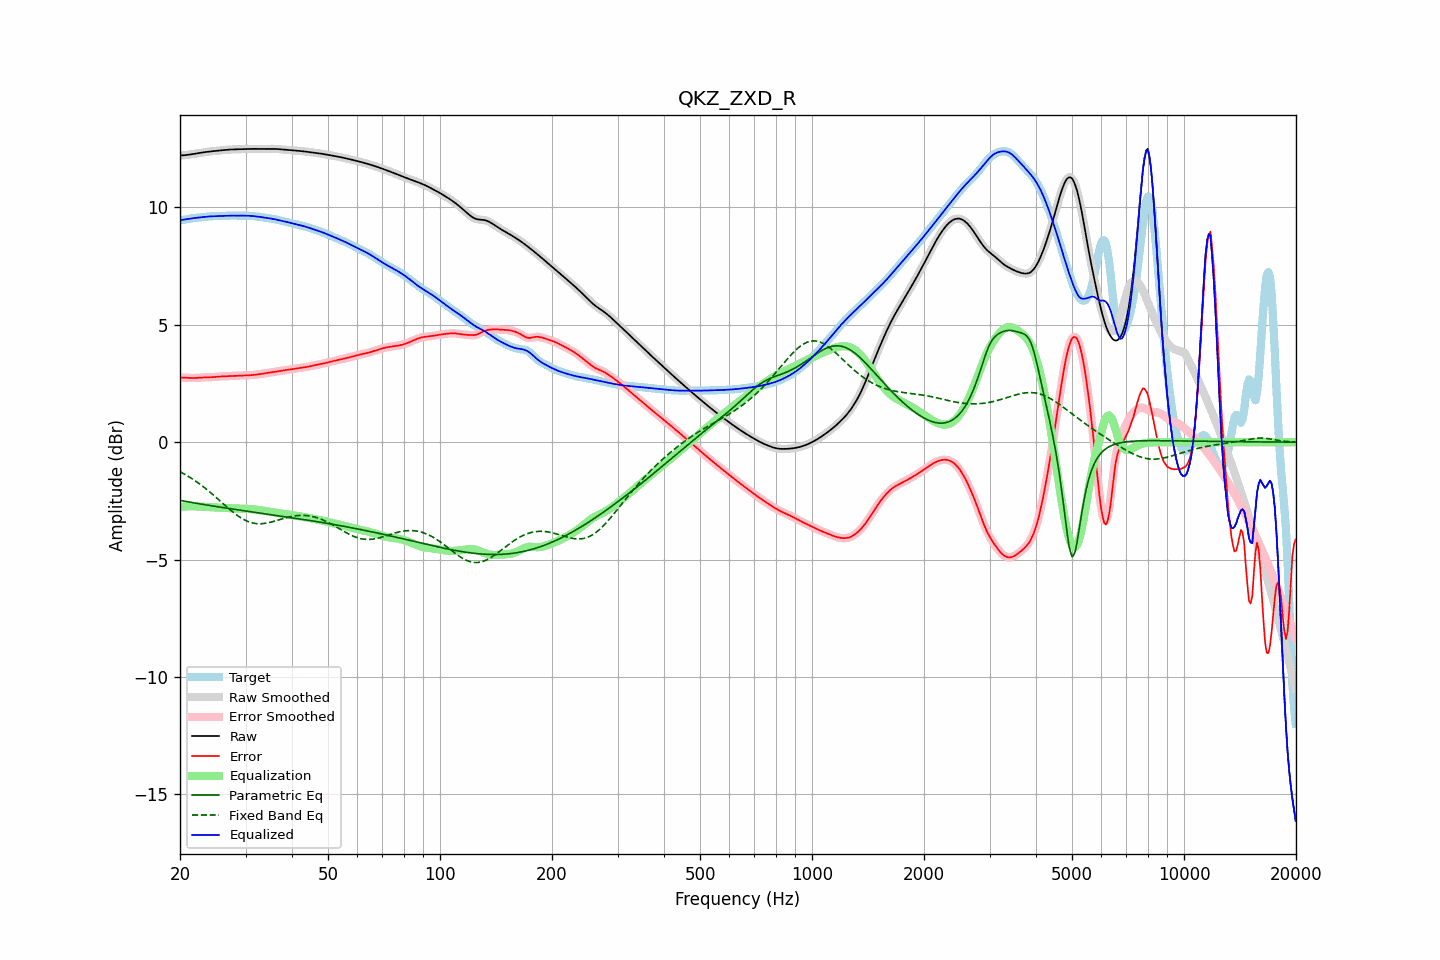 QKZ_ZXD_R
Amplitude (dBr)
10
5
0
−5
−10
−15
Target
Raw Smoothed
Error Smoothed
Raw
Error
Equalization
Parametric Eq
Fixed Band Eq
Equalized
20 50 100 200 500 1000 2000 5000 10000 20000
Frequency (Hz)